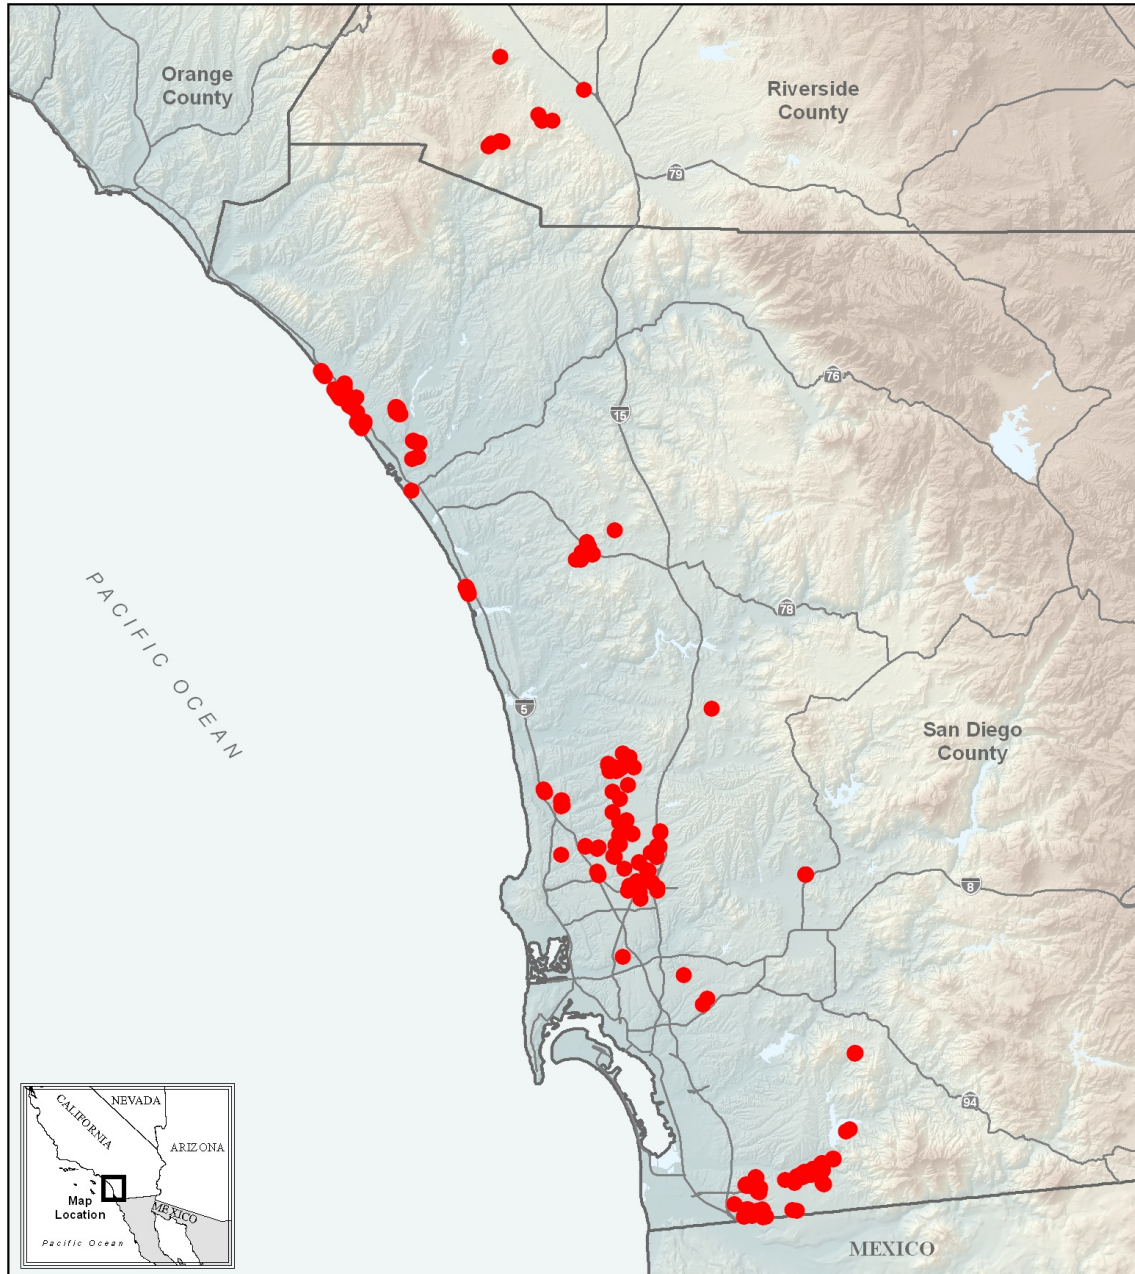 Orange
County
Riverside
County
79
76
15
78
PACIFIC OCEAN
5
San Diego
County
8
94
CALIFORNIA
NEVADA
ARIZONA
Map
Location
MEXICO
Pacific Ocean
MEXICO